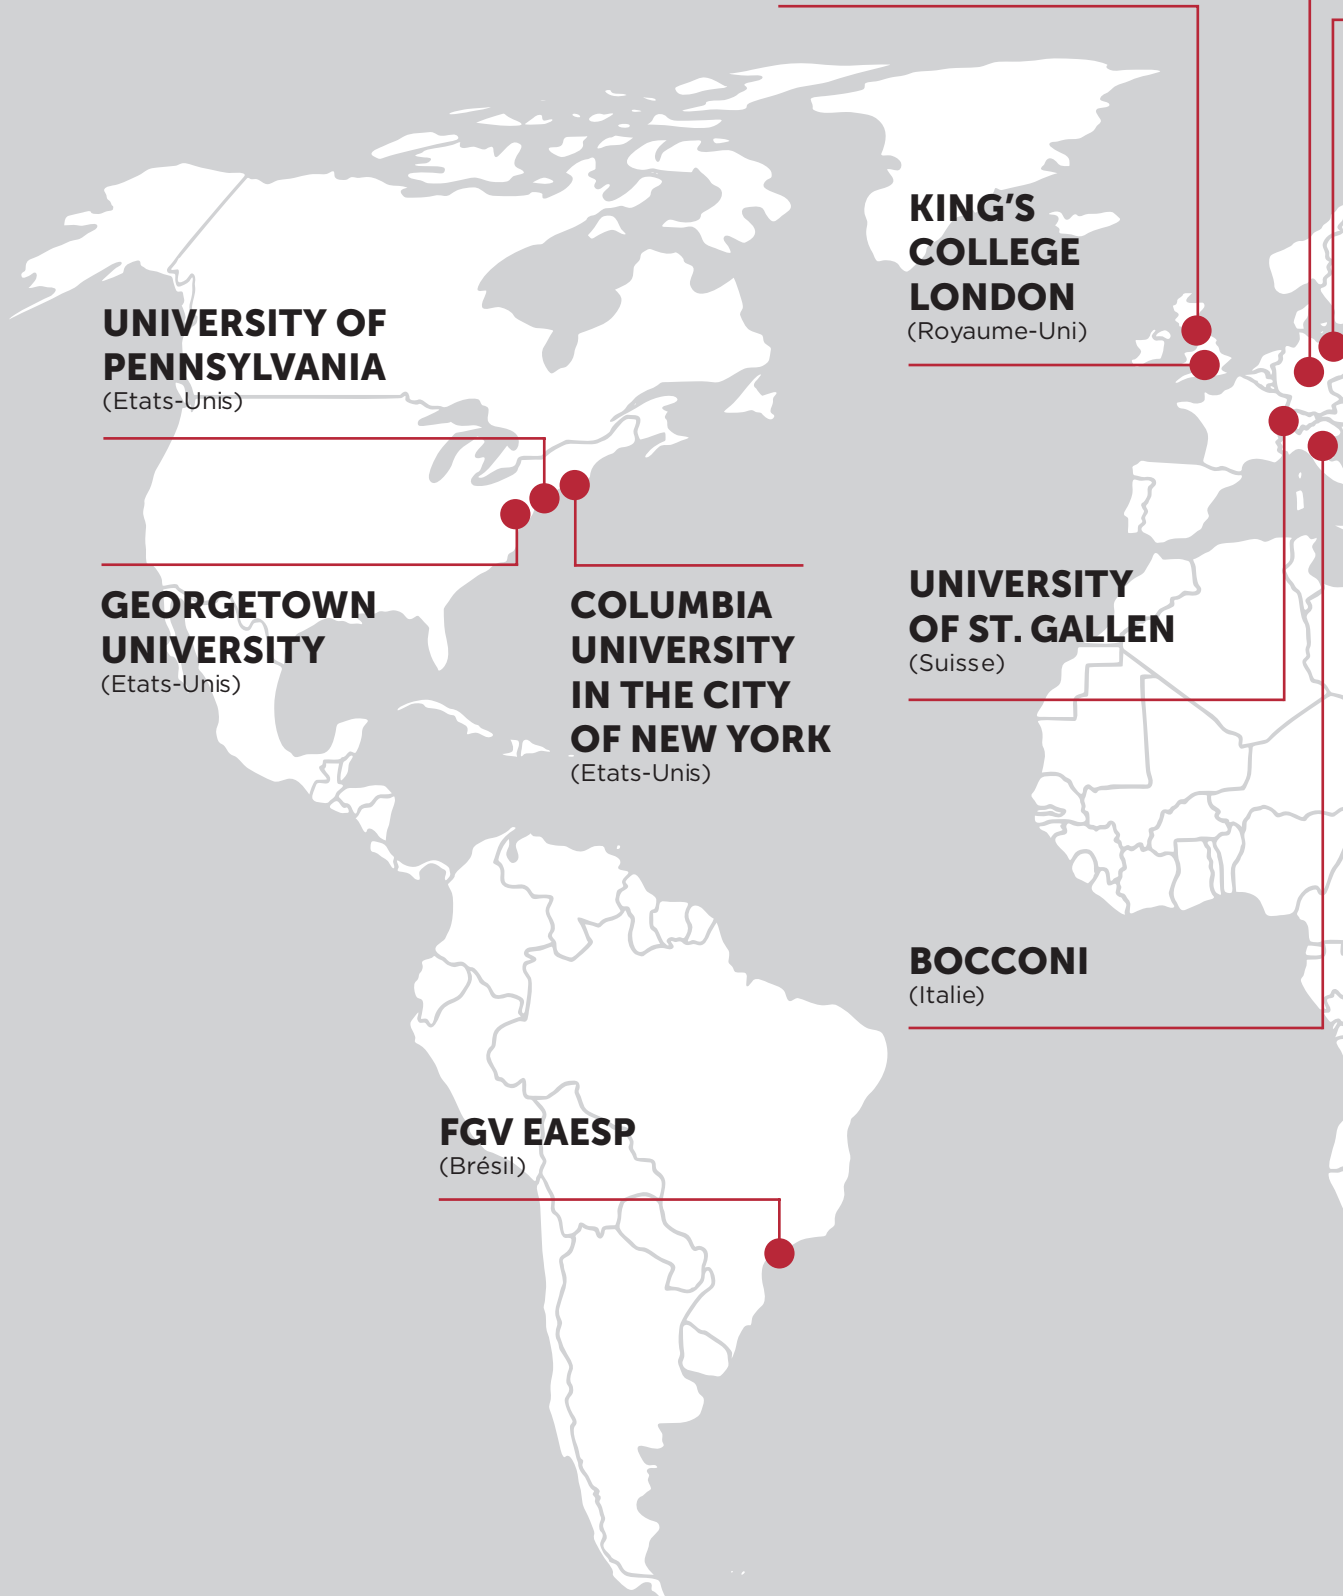 KING'S
COLLEGE
LONDON
(Royaume-Uni)
UNIVERSITY OF
PENNSYLVANIA
(Etats-Unis)
GEORGETOWN
UNIVERSITY
(Etats-Unis)
COLUMBIA
UNIVERSITY
IN THE CITY
OF NEW YORK
(Etats-Unis)
UNIVERSITY
OF ST. GALLEN
(Suisse)
BOCCONI
(Italie)
FGV EAESP
(Brésil)